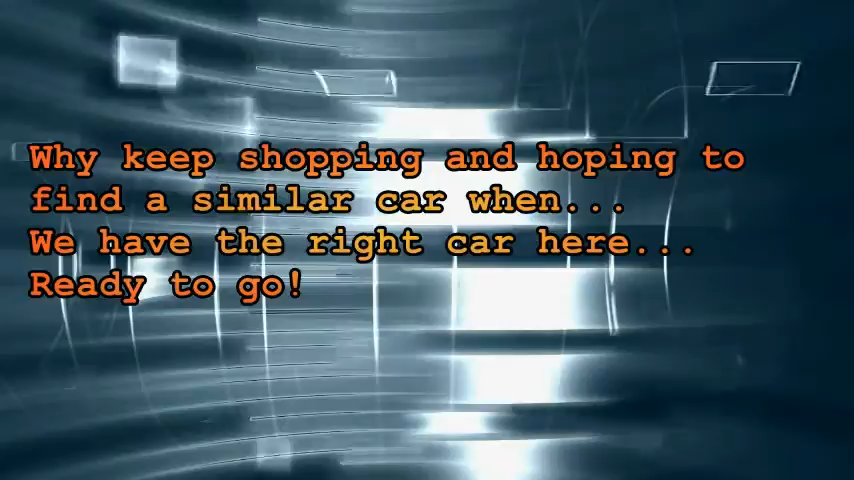 Why keep shopping and hoping to
find a similar car when...
We have the right car here...
Ready to go!